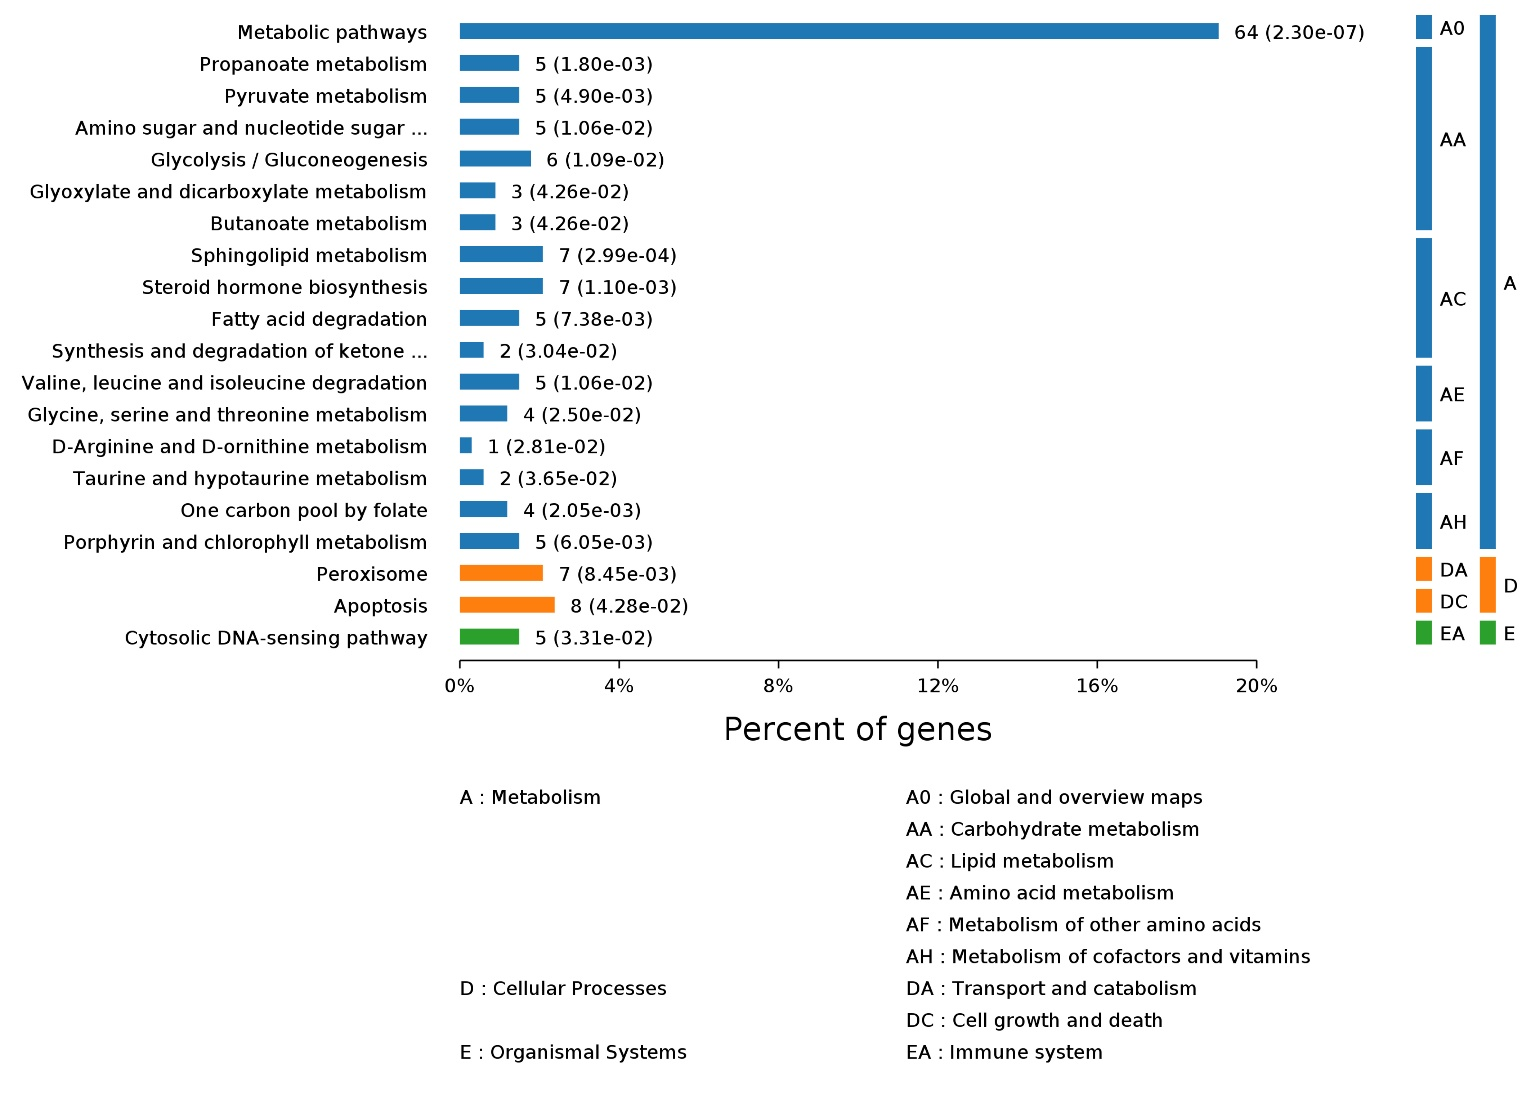 Metabolic pathways 64 (2.30e-07) A0
Propanoate metabolism 5 (1.80e-03)
Pyruvate metabolism 5 (4.90e-03)
Amino sugar and nucleotide sugar ... 5 (1.06e-02) AA
Glycolysis / Gluconeogenesis 6 (1.09e-02)
Glyoxylate and dicarboxylate metabolism 3 (4.26e-02)
Butanoate metabolism 3 (4.26e-02)
Sphingolipid metabolism 7 (2.99e-04)
Steroid hormone biosynthesis 7 (1.10e-03) AC A
Fatty acid degradation 5 (7.38e-03)
Synthesis and degradation of ketone ... 2 (3.04e-02)
Valine, leucine and isoleucine degradation 5 (1.06e-02) AE
Glycine, serine and threonine metabolism 4 (2.50e-02)
D-Arginine and D-ornithine metabolism 1 (2.81e-02) AF
Taurine and hypotaurine metabolism 2 (3.65e-02)
One carbon pool by folate 4 (2.05e-03) AH
Porphyrin and chlorophyll metabolism 5 (6.05e-03)
Peroxisome 7 (8.45e-03) DA D
Apoptosis 8 (4.28e-02) DC
Cytosolic DNA-sensing pathway 5 (3.31e-02) EA E
0% 4% 8% 12% 16% 20%
Percent of genes
A : Metabolism A0 : Global and overview maps
AA : Carbohydrate metabolism
AC : Lipid metabolism
AE : Amino acid metabolism
AF : Metabolism of other amino acids
AH : Metabolism of cofactors and vitamins
D : Cellular Processes DA : Transport and catabolism
DC : Cell growth and death
E : Organismal Systems EA : Immune system